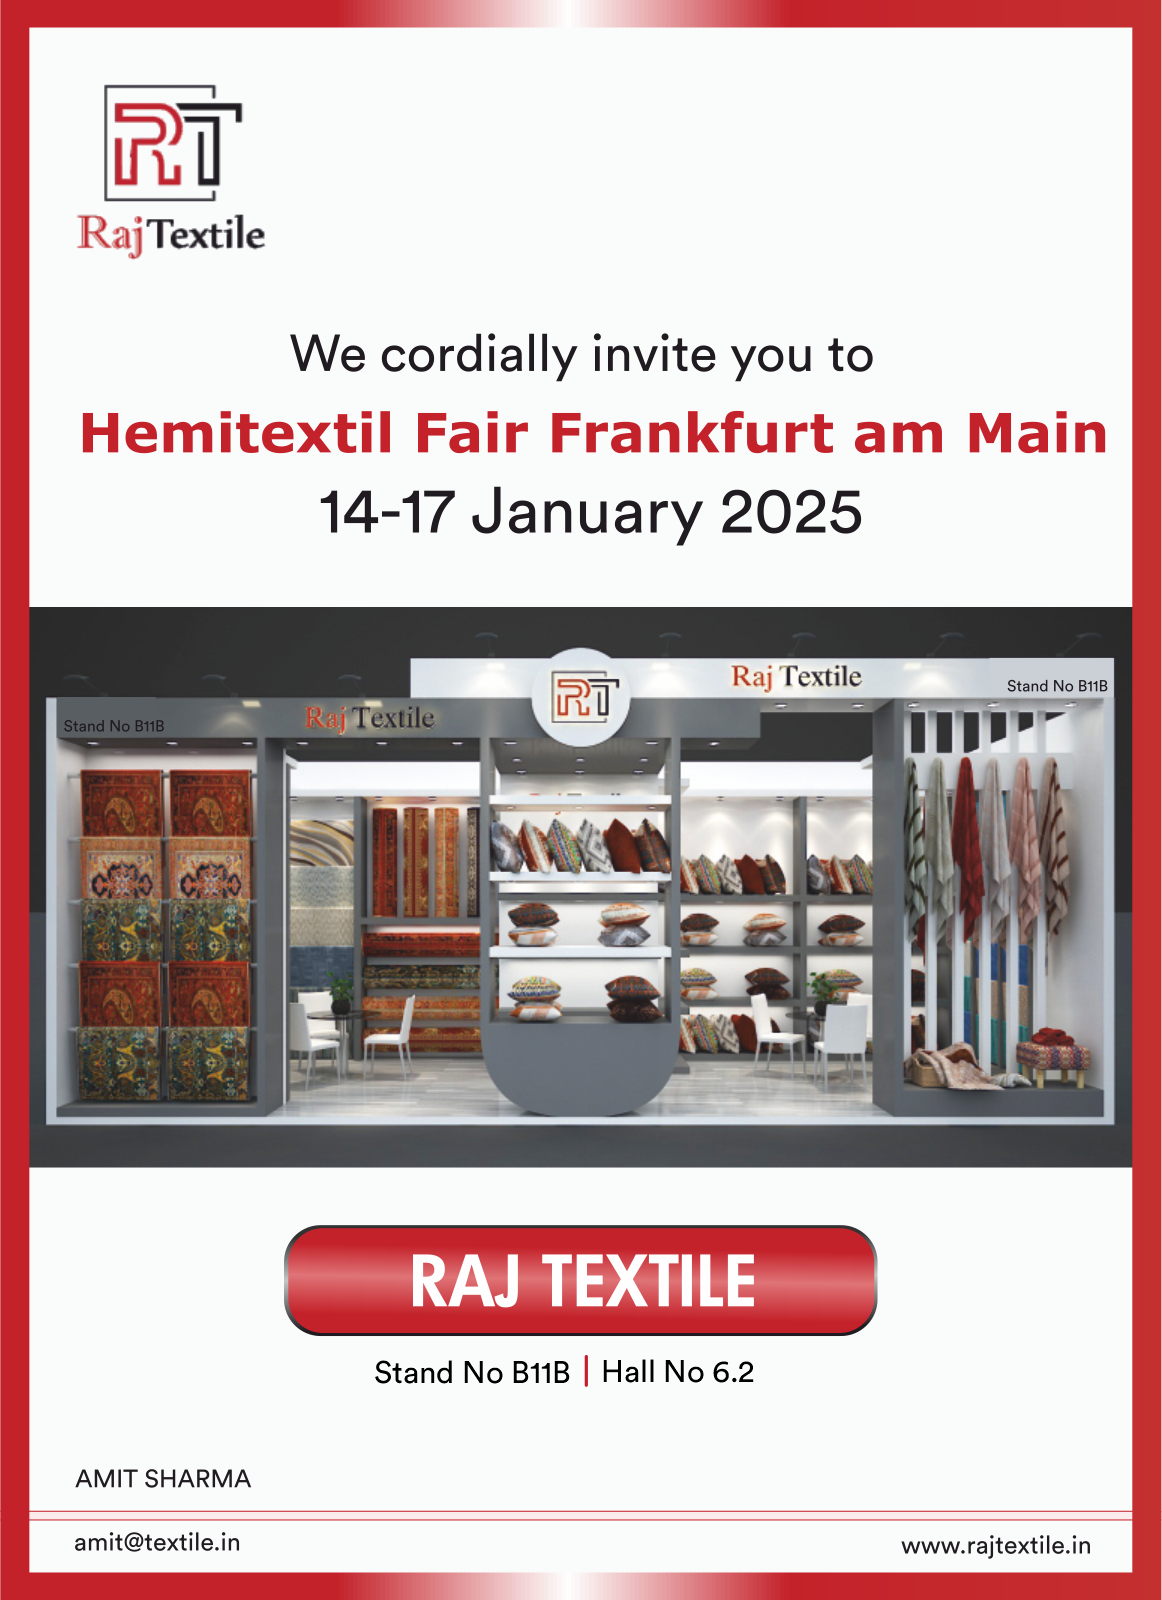 RT
Raj Textile
We cordially invite you to
Hemitextil Fair Frankfurt am Main
14-17 January 2025
RT
Raj Textile
Stand No B11B
Raj Textile
Stand No B11B
RAJ TEXTILE
Stand No B11B | Hall No 6.2
AMIT SHARMA
amit@textile.in
www.rajtextile.in